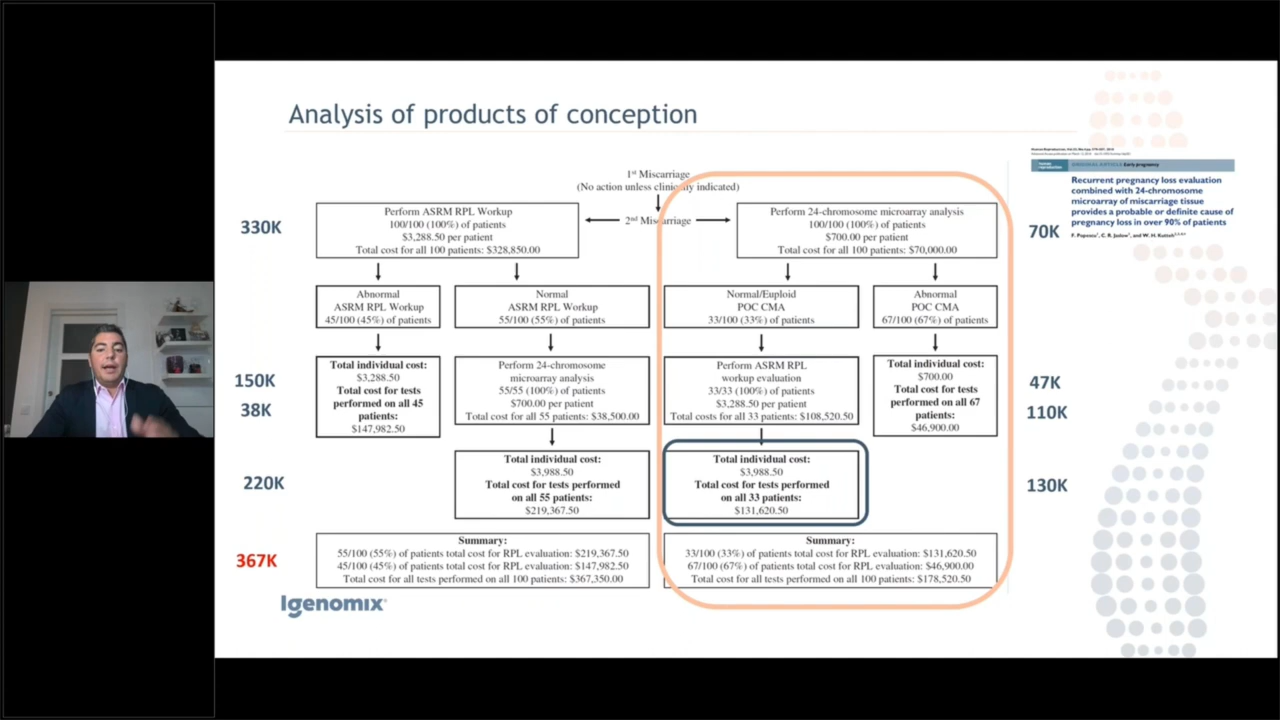 Analysis of products of conception
1st Miscarriage
(No action unless clinically indicated)
2nd Miscarriage
330K
Perform ASRM RPL Workup
100/100 (100%) of patients
$3,288.50 per patient
Total cost for all 100 patients: $328,850.00
Perform 24-chromosome microarray analysis
100/100 (100%) of patients
$700.00 per patient
Total cost for all 100 patients: $70,000.00
70K
ORIGINAL ARTICLE Early pregnancy
Recurrent pregnancy loss evaluation
combined with 24-chromosome
microarray of miscarriage tissue
provides a probable or definite cause of
pregnancy loss in over 90% of patients
Abnormal
ASRM RPL Workup
45/100 (45%) of patients
Normal
ASRM RPL Workup
55/100 (55%) of patients
Normal/Euploid
POC CMA
33/100 (33%) of patients
Abnormal
POC CMA
67/100 (67%) of patients
150K
38K
Total individual cost:
$3,288.50
Total cost for tests
performed on all 45
patients:
$147,982.50
Perform 24-chromosome
microarray analysis
55/55 (100%) of patients
$700.00 per patient
Total cost for all 55 patients: $38,500.00
Perform ASRM RPL
workup evaluation
33/33 (100%) of patients
$3,288.50 per patient
Total costs for all 33 patients: $108,520.50
Total individual cost:
$700.00
Total cost for tests
performed on all 67
patients:
$46,900.00
47K
110K
220K
Total individual cost:
$3,988.50
Total cost for tests performed
on all 55 patients:
$219,367.50
Total individual cost:
$3,988.50
Total cost for tests performed
on all 33 patients:
$131,620.50
130K
367K
Summary:
55/100 (55%) of patients total cost for RPL evaluation: $219,367.50
45/100 (45%) of patients total cost for RPL evaluation: $147,982.50
Total cost for all tests performed on all 100 patients: $367,350.00
Summary:
33/100 (33%) of patients total cost for RPL evaluation: $131,620.50
67/100 (67%) of patients total cost for RPL evaluation: $46,900.00
Total cost for all tests performed on all 100 patients: $178,520.50
Igenomix